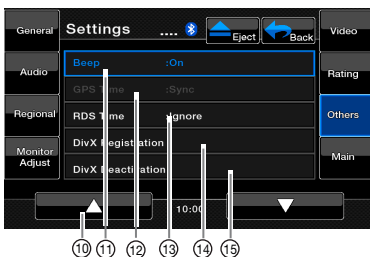 General
Settings
....
Eject
Back
Video
Audio
Beep :On
Rating
GPS Time :Sync
Regional
RDS Time :Ignore
Others
DivX Registration
Monitor
Adjust
Main
DivX Deactivation
10:00
10 11 12 13 14 15